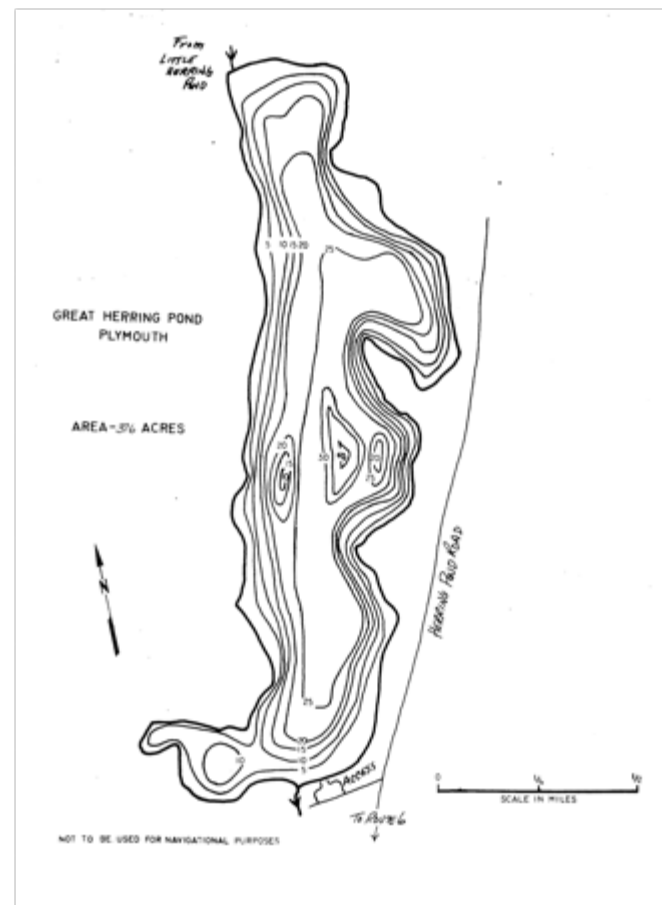 From
LITTLE
HERRING
POND
5 10 15 20 25
GREAT HERRING POND
PLYMOUTH
AREA-376 ACRES
20
30
20
N
HERRING POND ROAD
25
20
15
10
10
5
ACCESS
0 1/4 1/2
SCALE IN MILES
TO ROUTE 6
NOT TO BE USED FOR NAVIGATIONAL PURPOSES